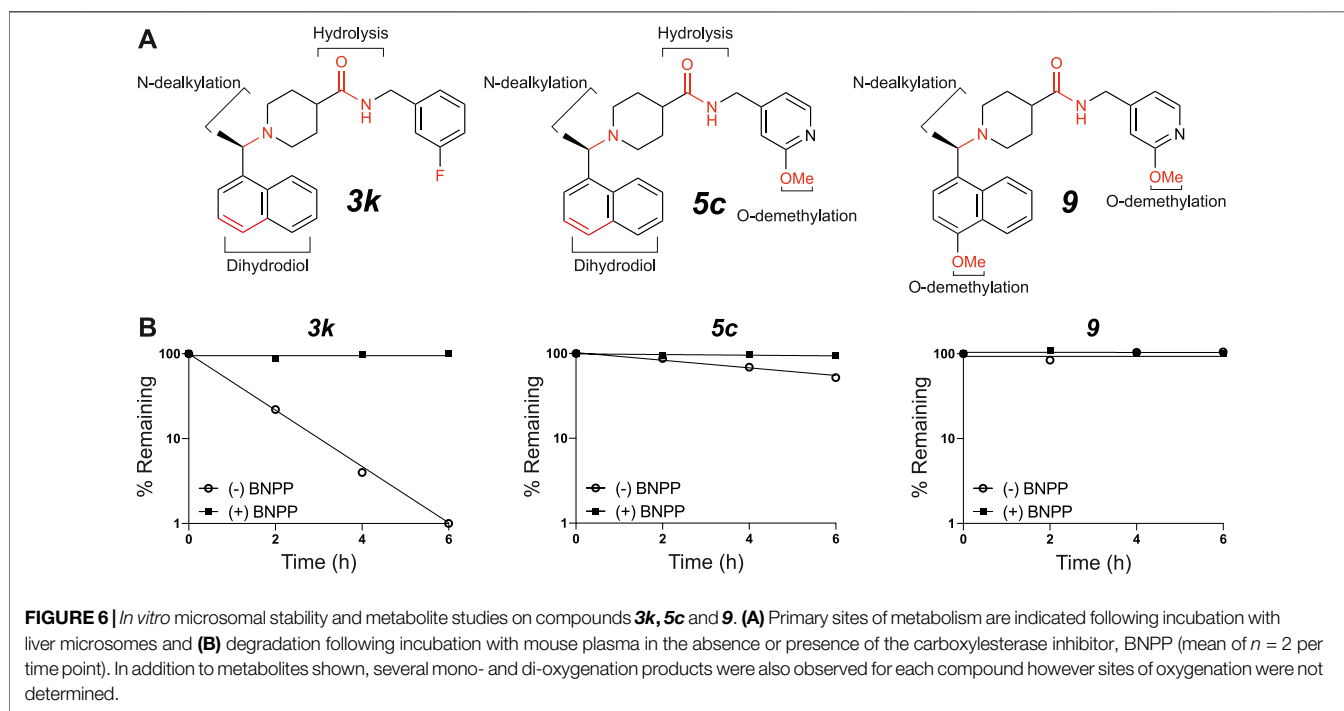 A
Hydrolysis
N-dealkylation
O
N
H
N
F
3k
Dihydrodiol
Hydrolysis
N-dealkylation
O
N
H
N
N
OMe
O-demethylation
5c
Dihydrodiol
O
N
H
N
N
OMe
O-demethylation
9
OMe
O-demethylation
B
3k
100
10
1
% Remaining
(-) BNPP
(+) BNPP
0 2 4 6
Time (h)
5c
100
10
1
% Remaining
(-) BNPP
(+) BNPP
0 2 4 6
Time (h)
9
100
10
1
% Remaining
(-) BNPP
(+) BNPP
0 2 4 6
Time (h)
FIGURE 6 | In vitro microsomal stability and metabolite studies on compounds 3k, 5c and 9. (A) Primary sites of metabolism are indicated following incubation with
liver microsomes and (B) degradation following incubation with mouse plasma in the absence or presence of the carboxylesterase inhibitor, BNPP (mean of n = 2 per
time point). In addition to metabolites shown, several mono- and di-oxygenation products were also observed for each compound however sites of oxygenation were not
determined.